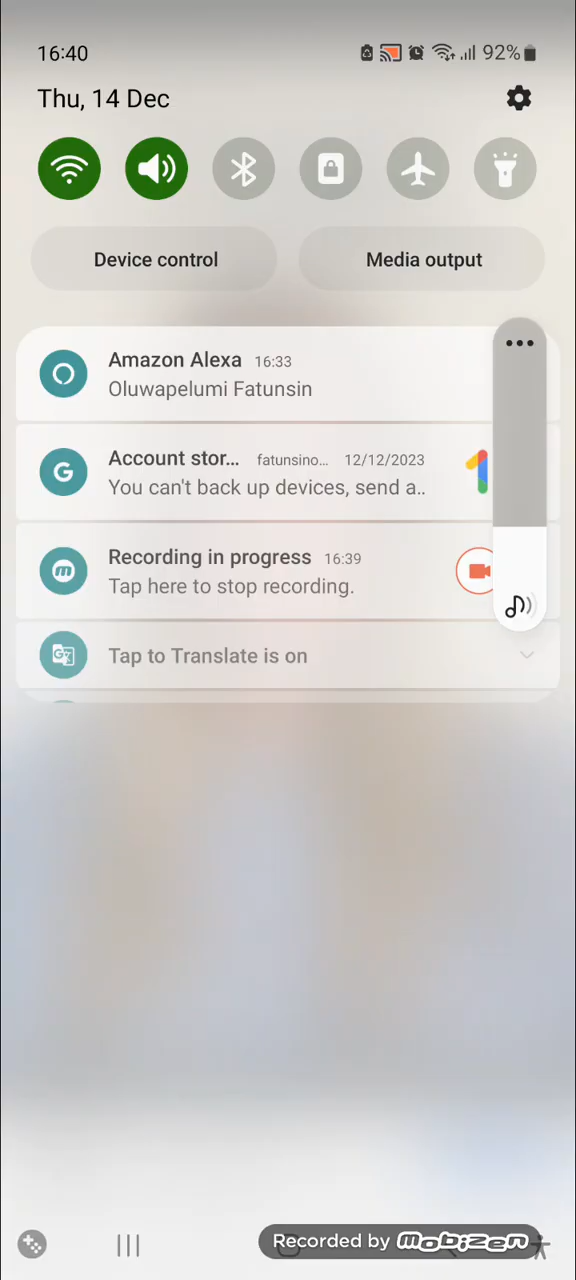 16:40
92%
Thu, 14 Dec
Device control
Media output
Amazon Alexa 16:33
Oluwapelumi Fatunsin
Account stor... fatunsino... 12/12/2023
You can't back up devices, send a..
Recording in progress 16:39
Tap here to stop recording.
Tap to Translate is on
Recorded by mobizen